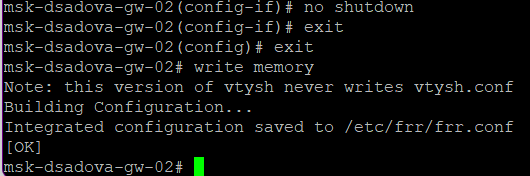 msk-dsadova-gw-02(config-if)# no shutdown
msk-dsadova-gw-02(config-if)# exit
msk-dsadova-gw-02(config)# exit
msk-dsadova-gw-02# write memory
Note: this version of vtysh never writes vtysh.conf
Building Configuration...
Integrated configuration saved to /etc/frr/frr.conf
[OK]
msk-dsadova-gw-02#